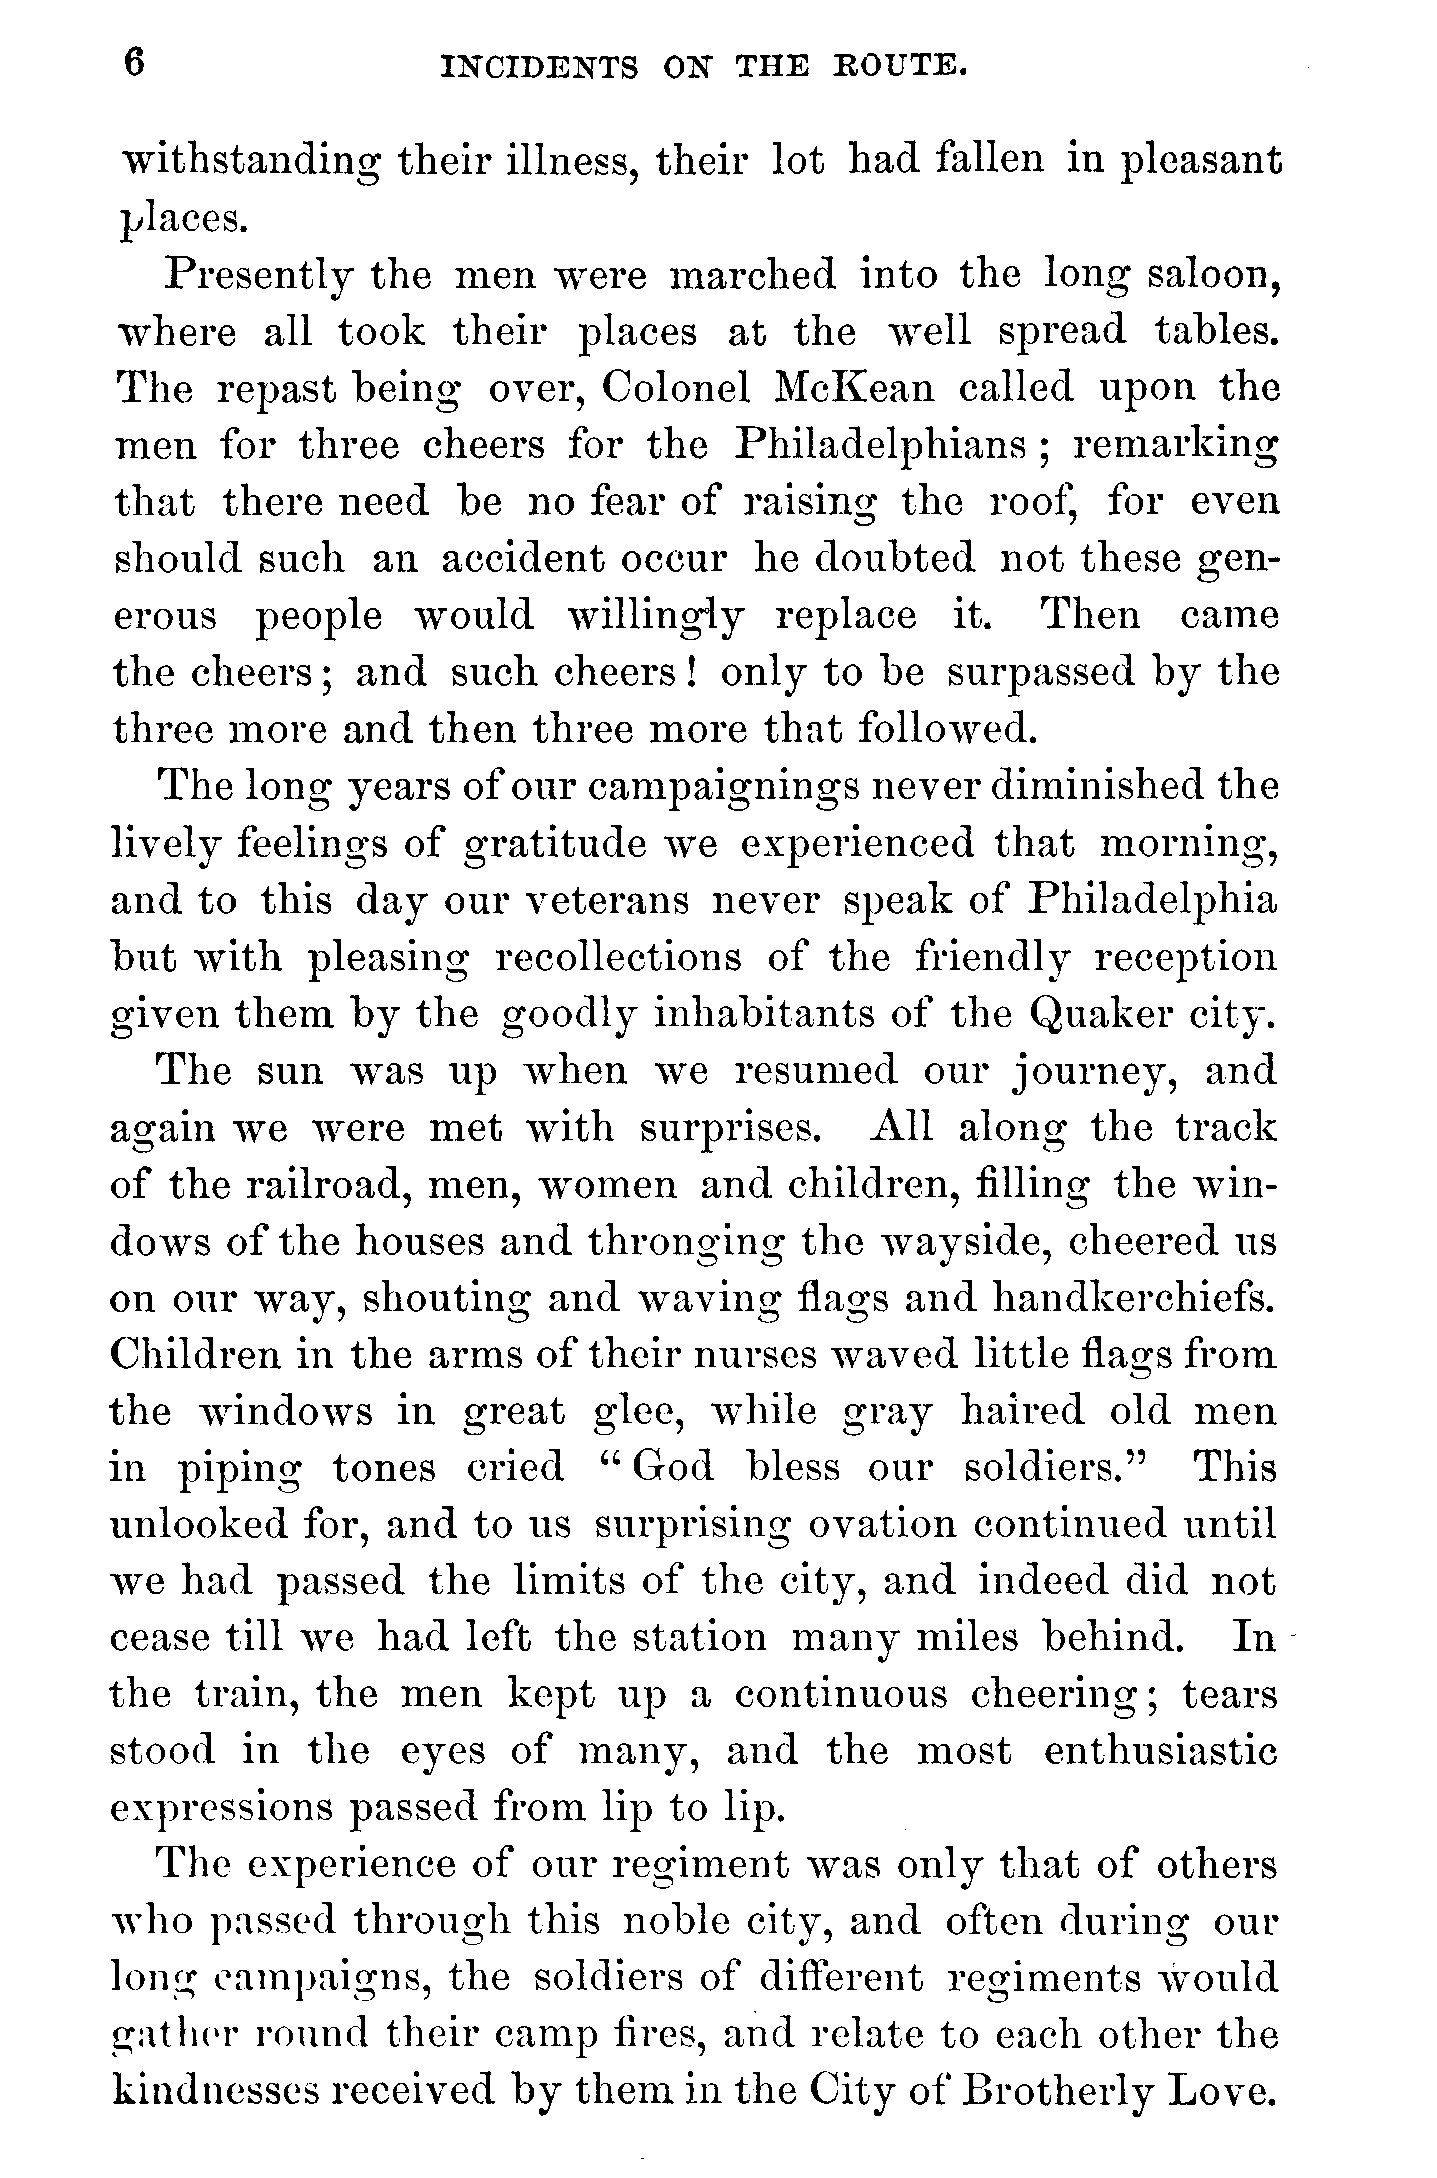 6 INCIDENTS ON THE ROUTE.
withstanding their illness, their lot had fallen in pleasant
places.
Presently the men were marched into the long saloon,
where all took their places at the well spread tables.
The repast being over, Colonel McKean called upon the
men for three cheers for the Philadelphians ; remarking
that there need be no fear of raising the roof, for even
should such an accident occur he doubted not these gen-
erous people would willingly replace it. Then came
the cheers ; and such cheers ! only to be surpassed by the
three more and then three more that followed.
The long years of our campaignings never diminished the
lively feelings of gratitude we experienced that morning,
and to this day our veterans never speak of Philadelphia
but with pleasing recollections of the friendly reception
given them by the goodly inhabitants of the Quaker city.
The sun was up when we resumed our journey, and
again we were met with surprises. All along the track
of the railroad, men, women and children, filling the win-
dows of the houses and thronging the wayside, cheered us
on our way, shouting and waving flags and handkerchiefs.
Children in the arms of their nurses waved little flags from
the windows in great glee, while gray haired old men
in piping tones cried " God bless our soldiers." This
unlooked for, and to us surprising ovation continued until
we had passed the limits of the city, and indeed did not
cease till we had left the station many miles behind. In
the train, the men kept up a continuous cheering ; tears
stood in the eyes of many, and the most enthusiastic
expressions passed from lip to lip.
The experience of our regiment was only that of others
who passed through this noble city, and often during our
long campaigns, the soldiers of different regiments would
gather round their camp fires, and relate to each other the
kindnesses received by them in the City of Brotherly Love.